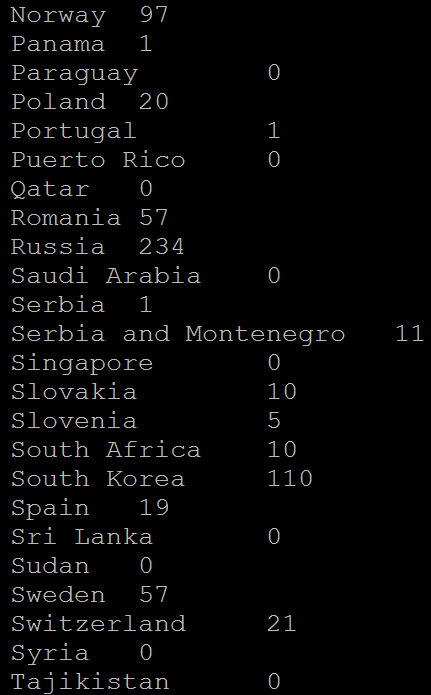 Norway	97
Panama	1
Paraguay	0
Poland	20
Portugal	1
Puerto Rico	0
Qatar	0
Romania	57
Russia	234
Saudi Arabia	0
Serbia	1
Serbia and Montenegro	11
Singapore	0
Slovakia	10
Slovenia	5
South Africa	10
South Korea	110
Spain	19
Sri Lanka	0
Sudan	0
Sweden	57
Switzerland	21
Syria	0
Tajikistan	0